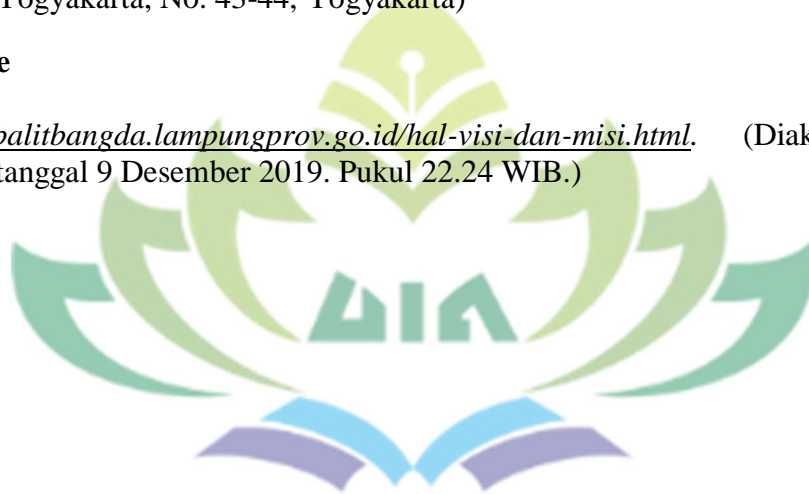 Yogyakarta, No. 43-44, Yogyakarta)
e
balitbangda.lampungprov.go.id/hal-visi-dan-misi.html. (Diak
tanggal 9 Desember 2019. Pukul 22.24 WIB.)
UIN